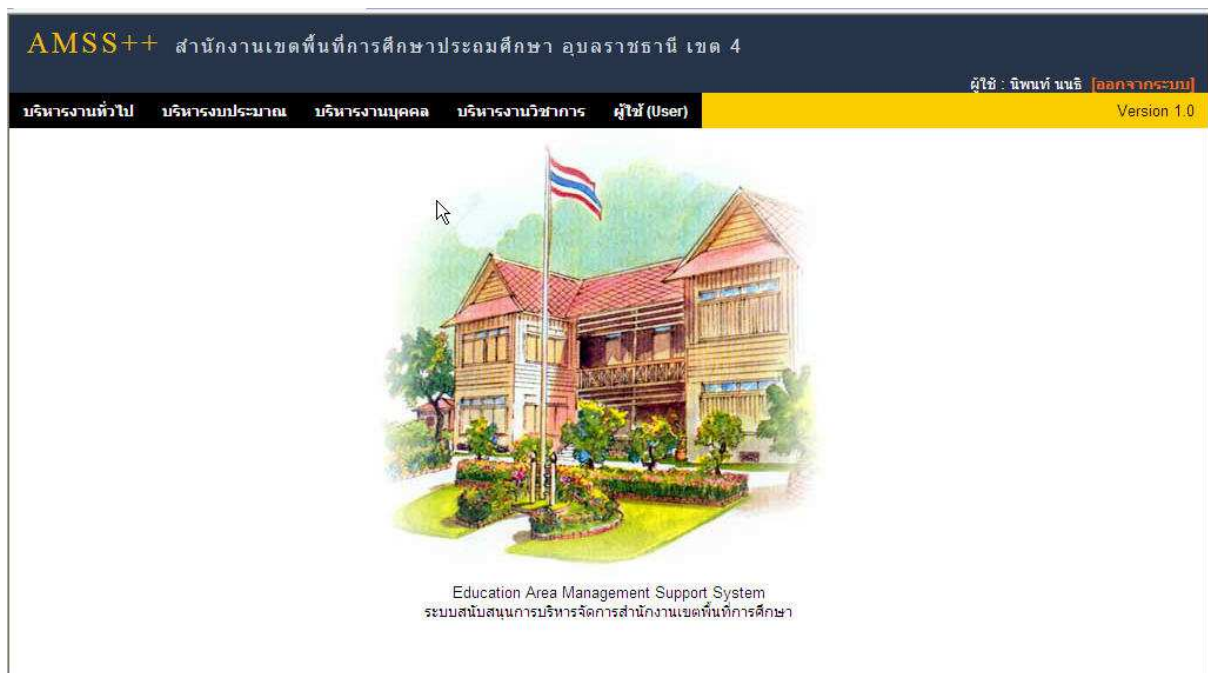 AMSS++ สำนักงานเขตพื้นที่การศึกษาประถมศึกษา อุบลราชธานี เขต 4
ผู้ใช้ : นิพนท์ นนธิ [ออกจากระบบ]
บริหารงานทั่วไป บริหารงบประมาณ บริหารงานบุคคล บริหารงานวิชาการ ผู้ใช้ (User) Version 1.0
Education Area Management Support System
ระบบสนับสนุนการบริหารจัดการสำนักงานเขตพื้นที่การศึกษา